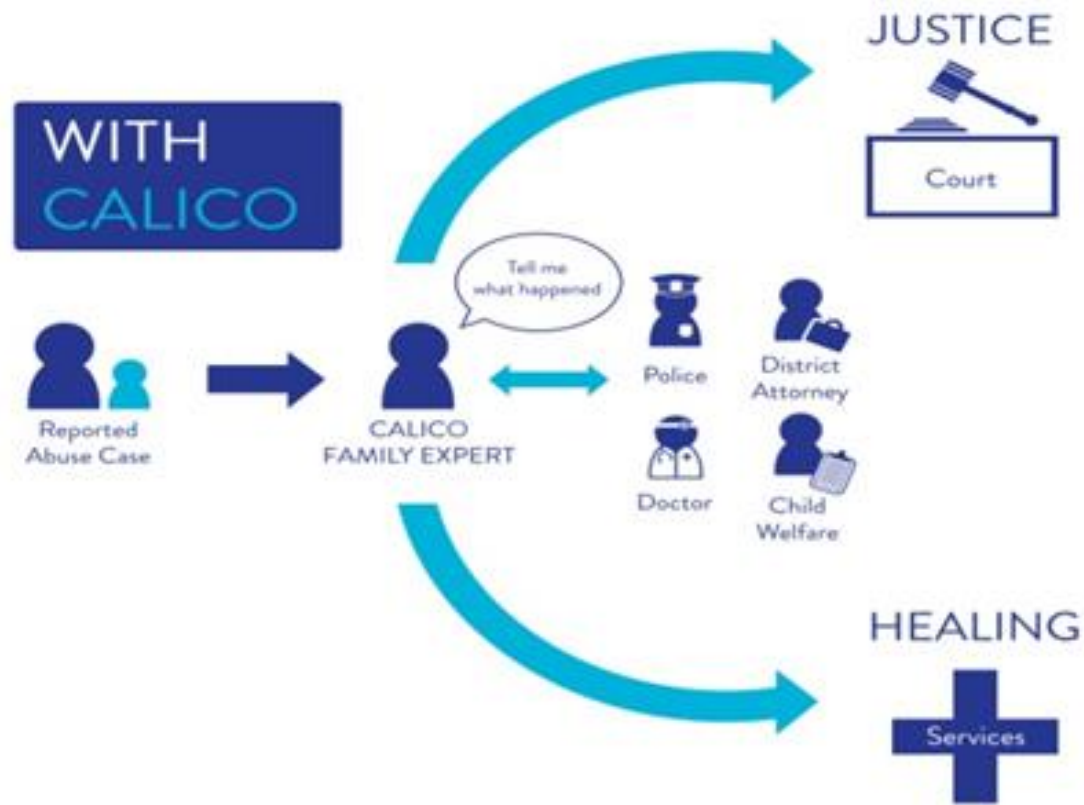 JUSTICE
Court
WITH
CALICO
Tell me
what happened
Reported
Abuse Case
CALICO
FAMILY EXPERT
Police
District
Attorney
Doctor
Child
Welfare
HEALING
Services